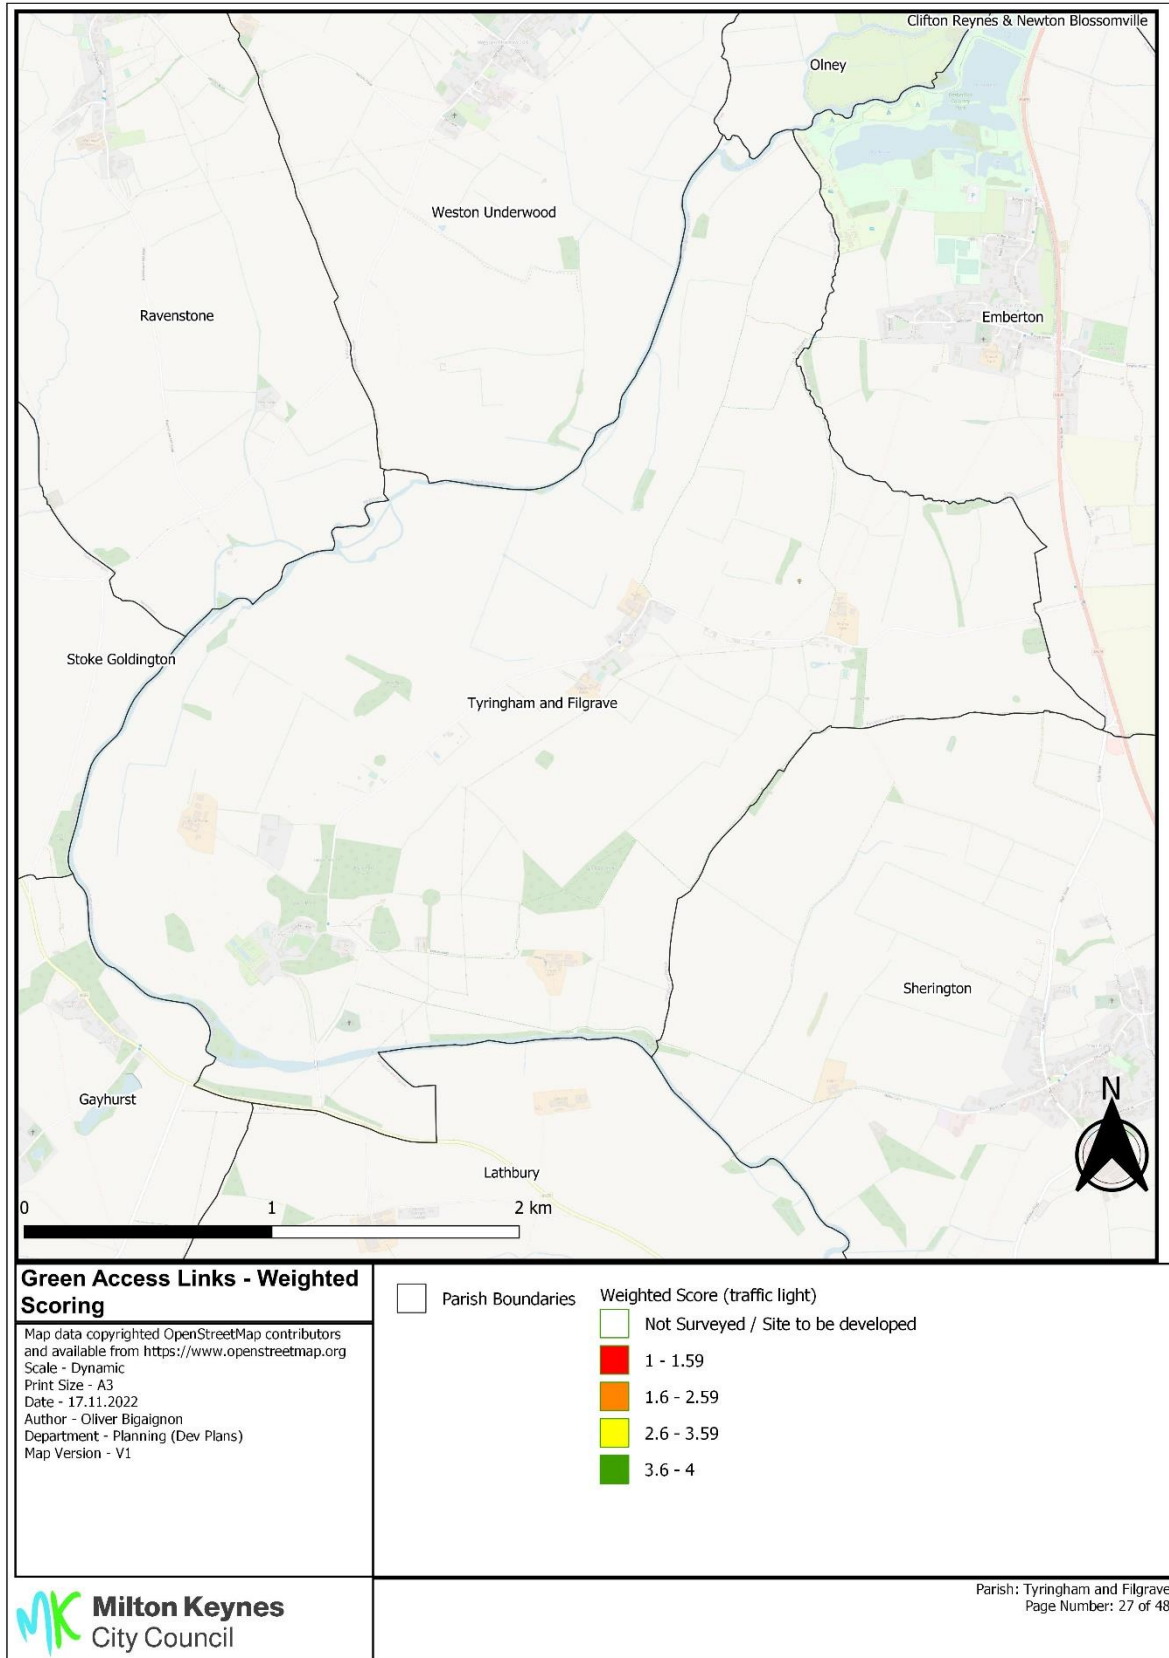 Clifton Reynes & Newton Blossomville
Olney
Weston Underwood
Ravenstone
Emberton
Stoke Goldington
Tyringham and Filgrave
Sherington
Gayhurst
Lathbury
N
0 1 2 km
Green Access Links - Weighted
Scoring
Map data copyrighted OpenStreetMap contributors
and available from https://www.openstreetmap.org
Scale - Dynamic
Print Size - A3
Date - 17.11.2022
Author - Oliver Bigaignon
Department - Planning (Dev Plans)
Map Version - V1
Parish Boundaries
Weighted Score (traffic light)
Not Surveyed / Site to be developed
1 - 1.59
1.6 - 2.59
2.6 - 3.59
3.6 - 4
MK Milton Keynes
City Council
Parish: Tyringham and Filgrave
Page Number: 27 of 48